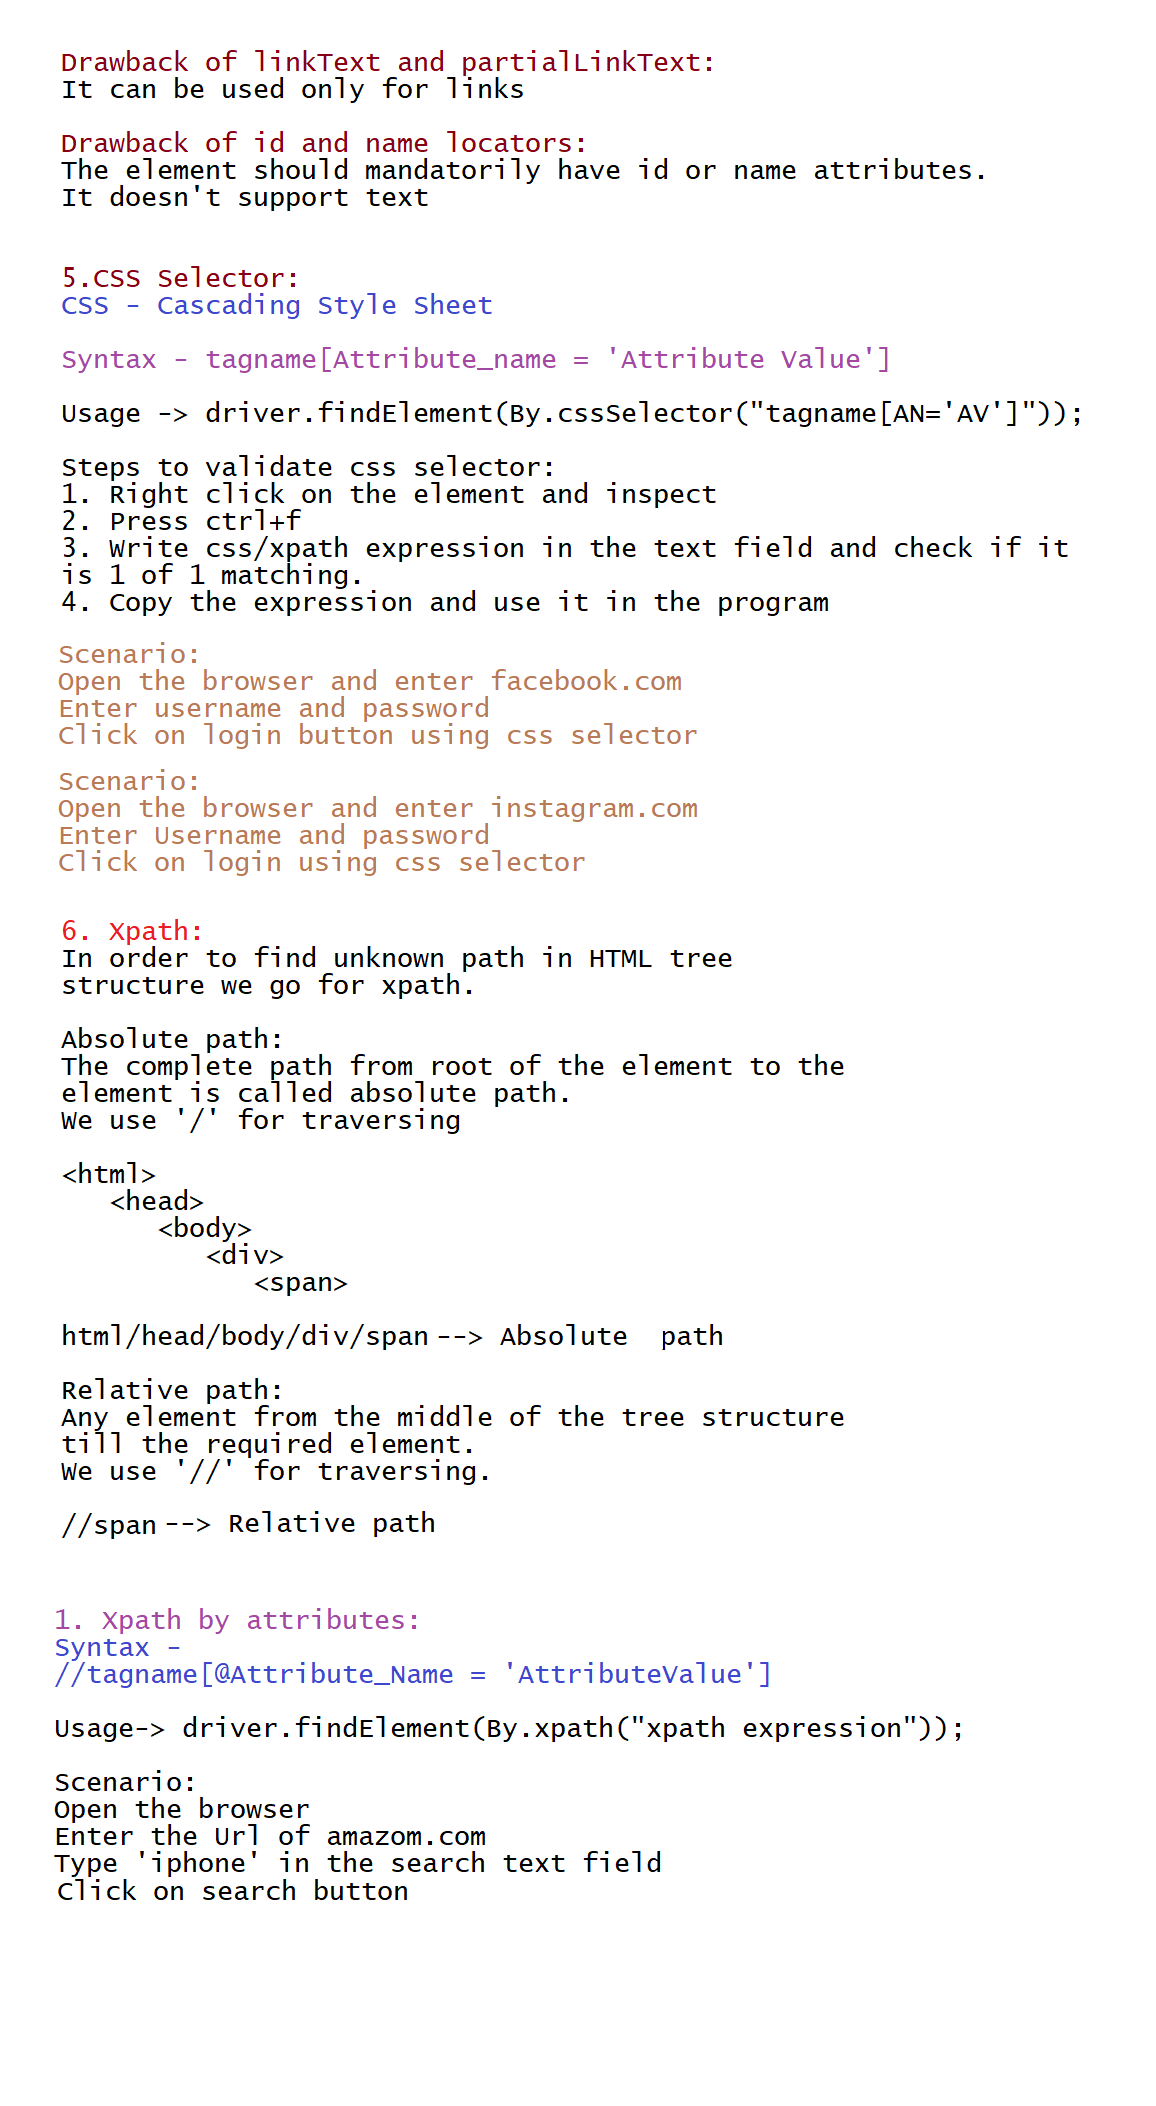 Drawback of linkText and partialLinkText:
It can be used only for links
Drawback of id and name locators:
The element should mandatorily have id or name attributes.
It doesn't support text
5.CSS Selector:
CSS - Cascading Style Sheet
Syntax - tagname[Attribute_name = 'Attribute Value']
Usage -> driver.findElement(By.cssSelector("tagname[AN='AV']"));
Steps to validate css selector:
1. Right click on the element and inspect
2. Press ctrl+f
3. Write css/xpath expression in the text field and check if it
is 1 of 1 matching.
4. Copy the expression and use it in the program
Scenario:
Open the browser and enter facebook.com
Enter username and password
Click on login button using css selector
Scenario:
Open the browser and enter instagram.com
Enter Username and password
Click on login using css selector
6. Xpath:
In order to find unknown path in HTML tree
structure we go for xpath.
Absolute path:
The complete path from root of the element to the
element is called absolute path.
We use '/' for traversing
<html>
<head>
<body>
<div>
<span>
html/head/body/div/span --> Absolute path
Relative path:
Any element from the middle of the tree structure
till the required element.
We use '//' for traversing.
//span --> Relative path
1. Xpath by attributes:
Syntax -
//tagname[@Attribute_Name = 'AttributeValue']
Usage-> driver.findElement(By.xpath("xpath expression"));
Scenario:
Open the browser
Enter the Url of amazom.com
Type 'iphone' in the search text field
Click on search button